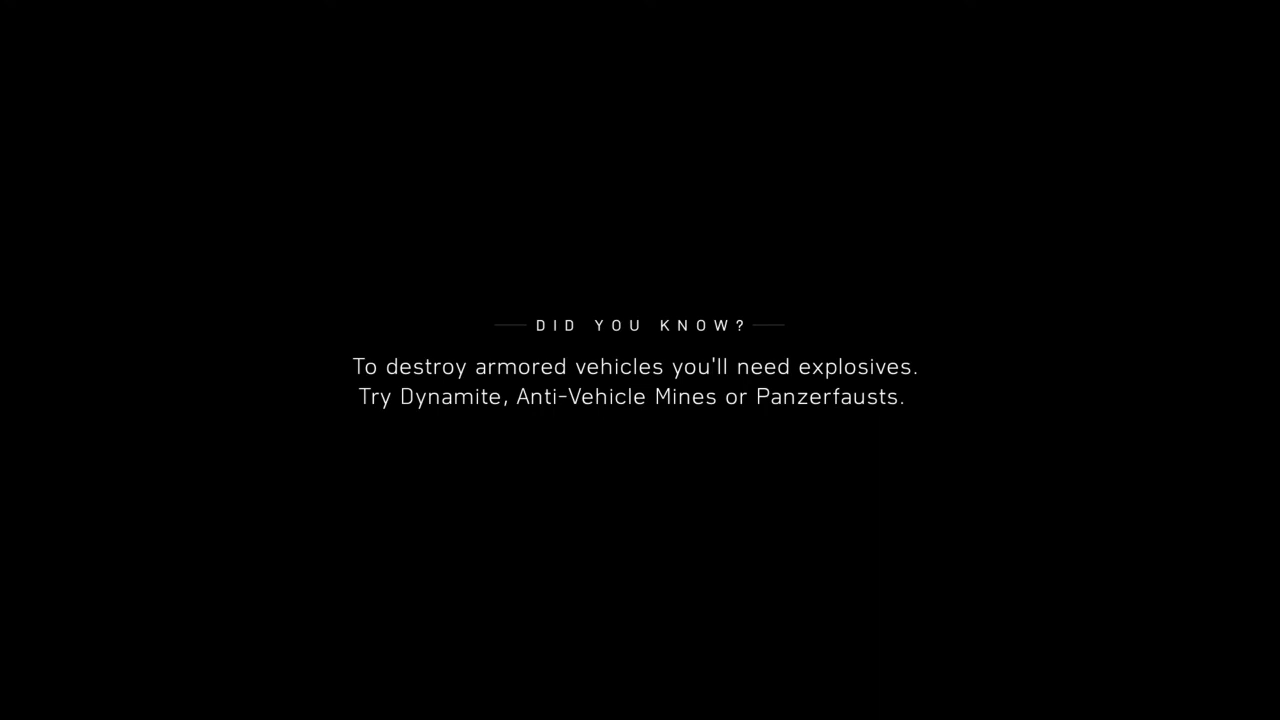 DID YOU KNOW?
To destroy armored vehicles you'll need explosives.
Try Dynamite, Anti-Vehicle Mines or Panzerfausts.